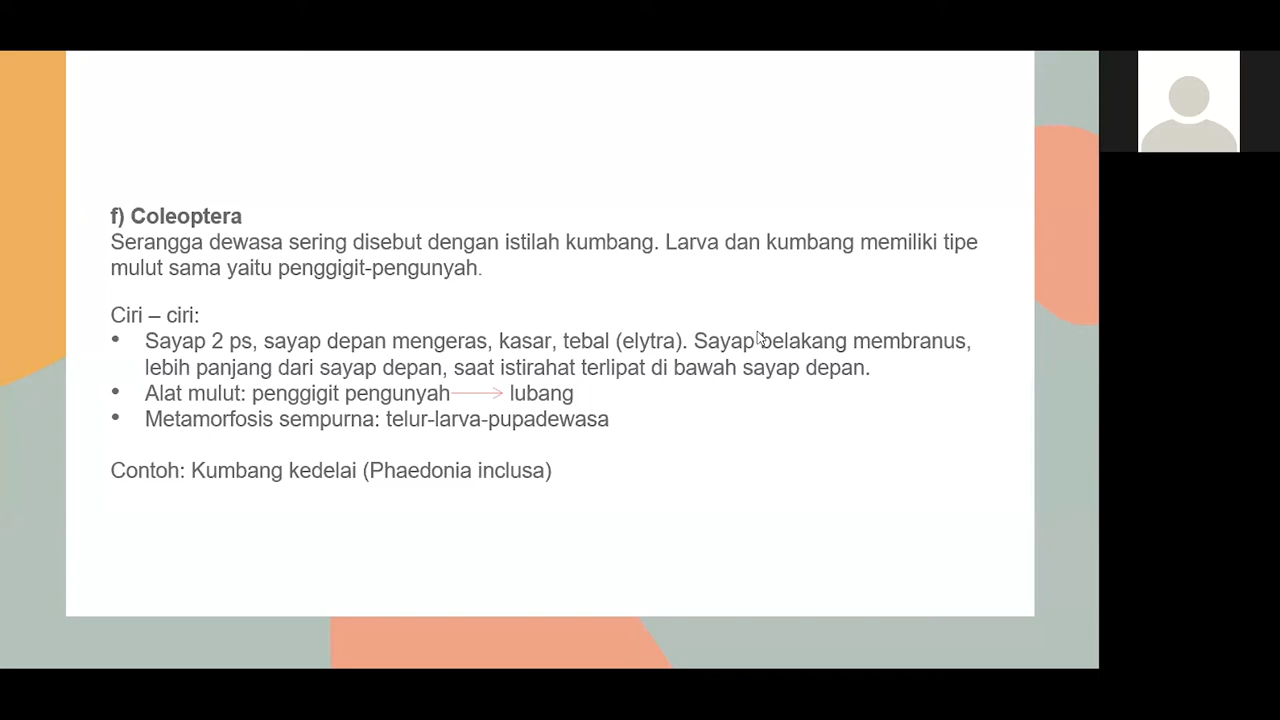 f) Coleoptera
Serangga dewasa sering disebut dengan istilah kumbang. Larva dan kumbang memiliki tipe
mulut sama yaitu penggigit-pengunyah.
Ciri – ciri:
• Sayap 2 ps, sayap depan mengeras, kasar, tebal (elytra). Sayap belakang membranus,
lebih panjang dari sayap depan, saat istirahat terlipat di bawah sayap depan.
• Alat mulut: penggigit pengunyah → lubang
• Metamorfosis sempurna: telur-larva-pupadewasa
Contoh: Kumbang kedelai (Phaedonia inclusa)